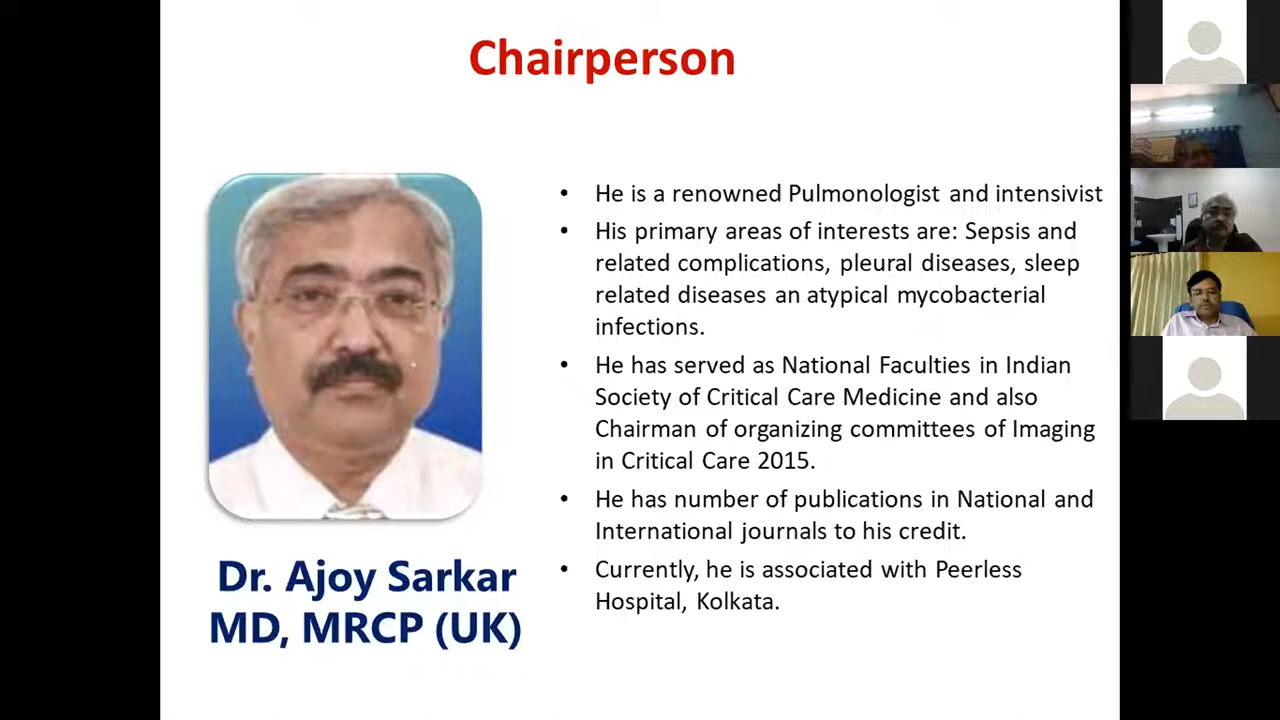 Chairperson
• He is a renowned Pulmonologist and intensivist
• His primary areas of interests are: Sepsis and
related complications, pleural diseases, sleep
related diseases an atypical mycobacterial
infections.
• He has served as National Faculties in Indian
Society of Critical Care Medicine and also
Chairman of organizing committees of Imaging
in Critical Care 2015.
• He has number of publications in National and
International journals to his credit.
• Currently, he is associated with Peerless
Hospital, Kolkata.
Dr. Ajoy Sarkar
MD, MRCP (UK)